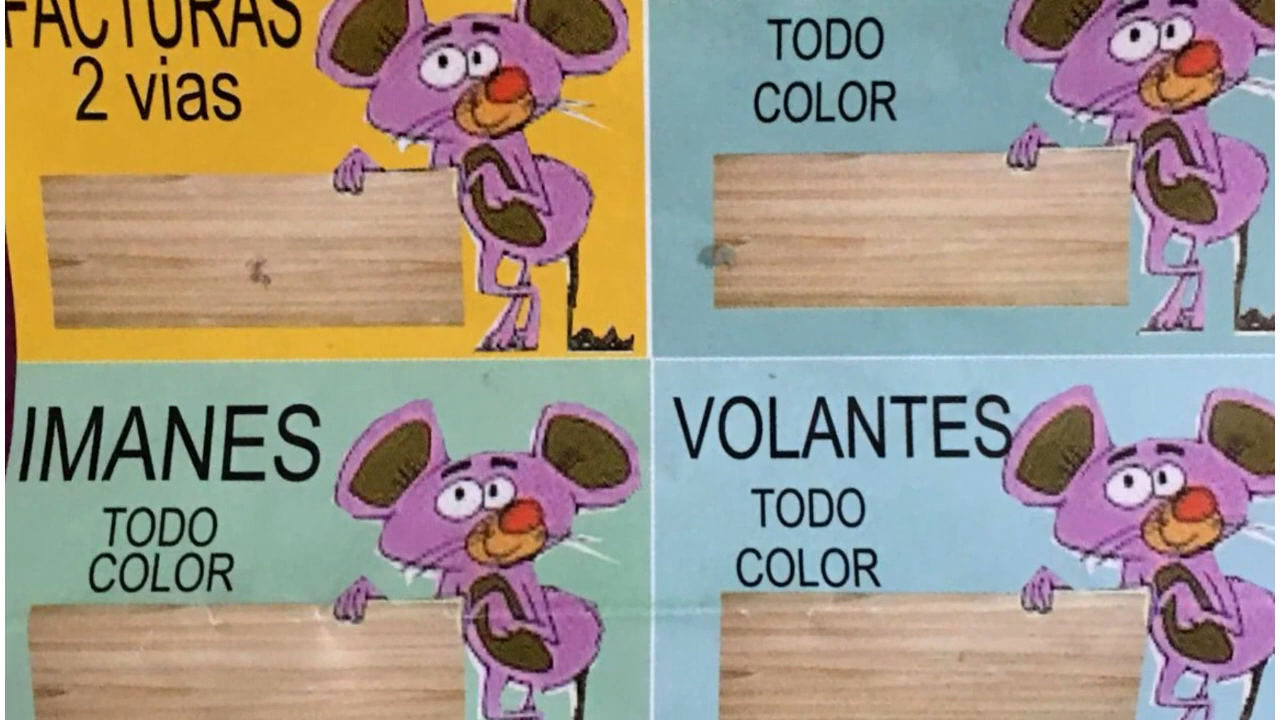 FACTURAS
2 vias
TODO
COLOR
IMANES
TODO
COLOR
VOLANTES
TODO
COLOR